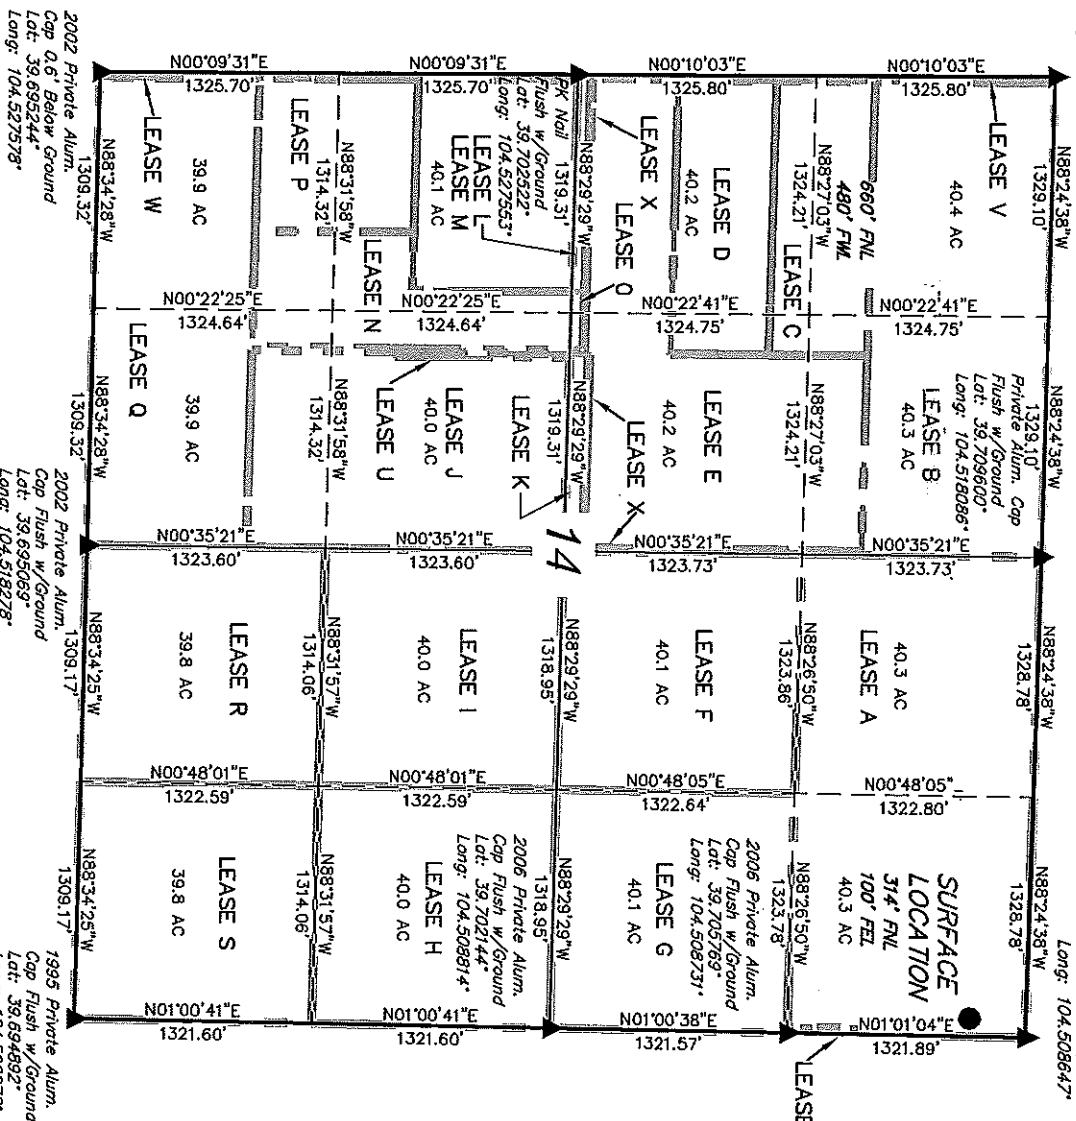 Long: 104.508647°
N88°24'38"W
1329.10'
N88°24'38"W
1329.10'
N88°24'38"W
1328.78'
N88°24'38"W
1328.78'
Private Alum. Cap
Flush w/Ground
Lat: 39.709600°
Long: 104.518086°
N00°10'03"E
1325.80'
LEASE V
40.4 AC
660' FNL
480' FWL
N00°22'41"E
1324.75'
LEASE B
40.3 AC
N00°35'21"E
1323.73'
40.3 AC
LEASE A
N00°48'05"
1322.80'
SURFACE
LOCATION
314' FNL
100' FEL
40.3 AC
N01°01'04"E
1321.89'
LEASE
N88°27'03"W
1324.21'
N88°27'03"W
1324.21'
N88°26'50"W
1323.86'
N88°26'50"W
1323.78'
LEASE C
N00°10'03"E
1325.80'
LEASE D
40.2 AC
N00°22'41"E
1324.75'
LEASE E
40.2 AC
N00°35'21"E
1323.73'
LEASE F
40.1 AC
N00°48'05"E
1322.64'
2006 Private Alum.
Cap Flush w/Ground
Lat: 39.705769°
Long: 104.508731°
LEASE G
40.1 AC
N01°00'38"E
1321.57'
LEASE X
LEASE O
LEASE X
N88°29'29"W
1319.31'
N88°29'29"W
1319.31'
14
N88°29'29"W
1318.95'
N88°29'29"W
1318.95'
PK Nail
Flush w/Ground
Lat: 39.702522°
Long: 104.527553°
LEASE L
LEASE M
40.1 AC
N00°09'31"E
1325.70'
N00°22'25"E
1324.64'
LEASE K
LEASE J
40.0 AC
LEASE U
N00°35'21"E
1323.60'
LEASE I
40.0 AC
N00°48'01"E
1322.59'
2006 Private Alum.
Cap Flush w/Ground
Lat: 39.702144°
Long: 104.508814°
LEASE H
40.0 AC
N01°00'41"E
1321.60'
LEASE N
N88°31'58"W
1314.32'
N88°31'58"W
1314.32'
N88°31'57"W
1314.06'
N88°31'57"W
1314.06'
LEASE P
N00°09'31"E
1325.70'
39.9 AC
LEASE W
N00°22'25"E
1324.64'
39.9 AC
LEASE Q
N00°35'21"E
1323.60'
LEASE R
39.8 AC
N00°48'01"E
1322.59'
LEASE S
39.8 AC
N01°00'41"E
1321.60'
N88°34'28"W
1309.32'
N88°34'28"W
1309.32'
N88°34'25"W
1309.17'
N88°34'25"W
1309.17'
2002 Private Alum.
Cap 0.6' Below Ground
Lat: 39.695244°
Long: 104.527578°
2002 Private Alum.
Cap Flush w/Ground
Lat: 39.695069°
Long: 104.518278°
1995 Private Alum.
Cap Flush w/Ground
Lat: 39.694892°